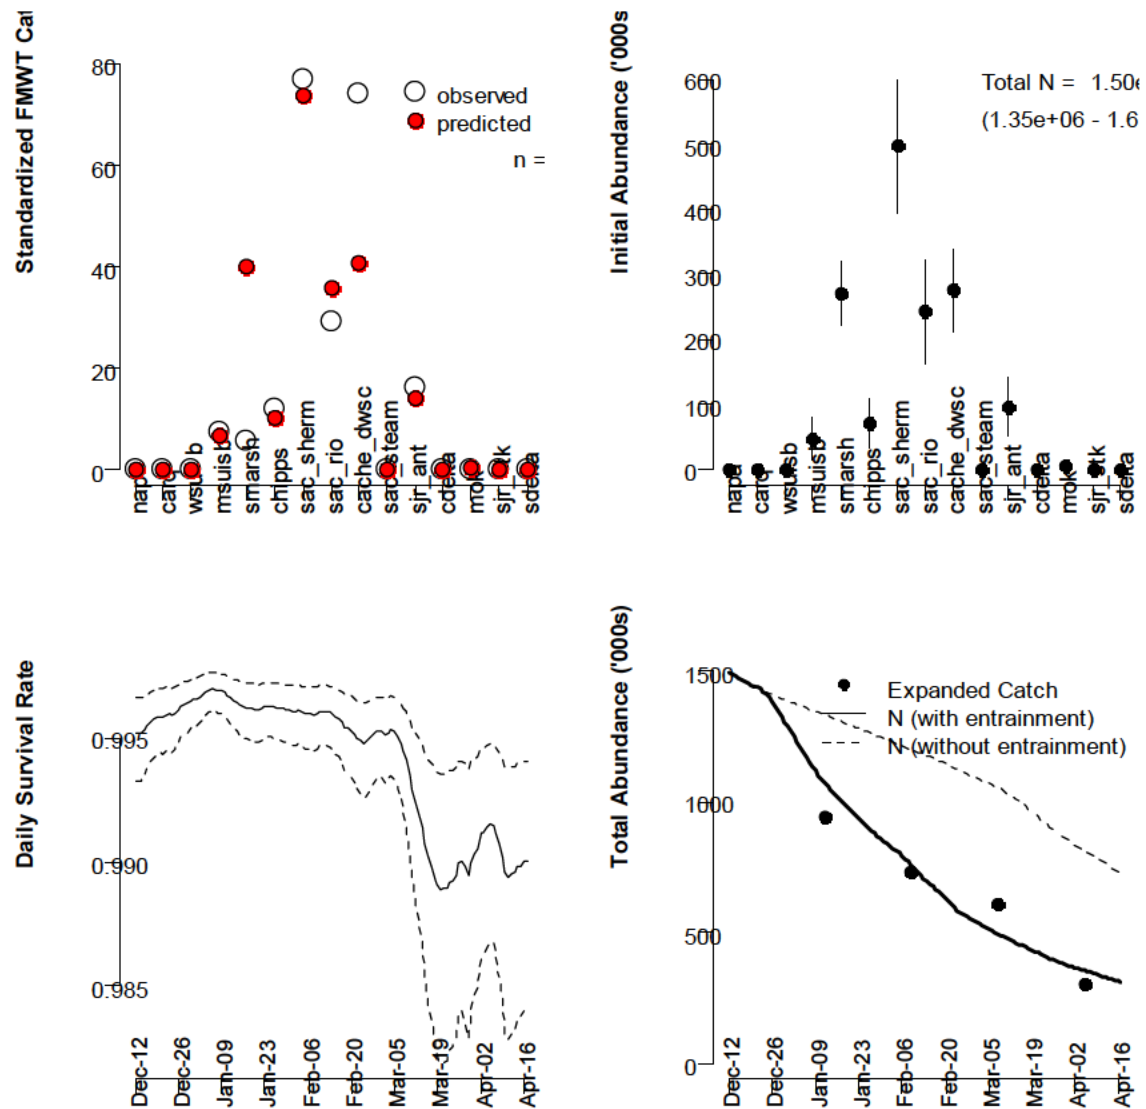 Standardized FMWT Cat
80
60
40
20
0
observed
predicted
n =
napa
carq_
wsuisb
msuisb
smarsh
chipps
sac_sherm
sac_rio
cache_dwsc
sac_steam
sjr_ant
cdelta
mok
sjr_stk
sdelta
Initial Abundance ('000s
600
500
400
300
200
100
0
Total N = 1.50e
(1.35e+06 - 1.6
napa
carq_
wsuisb
msuisb
smarsh
chipps
sac_sherm
sac_rio
cache_dwsc
sac_steam
sjr_ant
cdelta
mok
sjr_stk
sdelta
Daily Survival Rate
0.995
0.990
0.985
Dec-12
Dec-26
Jan-09
Jan-23
Feb-06
Feb-20
Mar-05
Mar-19
Apr-02
Apr-16
Total Abundance ('000s)
1500
1000
500
0
Expanded Catch
N (with entrainment)
N (without entrainment)
Dec-12
Dec-26
Jan-09
Jan-23
Feb-06
Feb-20
Mar-05
Mar-19
Apr-02
Apr-16